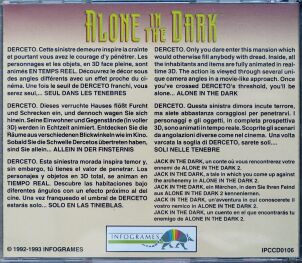 ALONE IN THE DARK
DERCETO. Cette sinistre demeure inspire la crainte
et pourtant vous avez le courage d'y pénétrer. Les
personnages et les objets, en 3D face pleine, sont
animés EN TEMPS REEL. Découvrez le décor sous
des angles différents avec un effet proche du ci-
néma. Une fois le seuil de DERCETO franchi, vous
serez seul... SEUL DANS LES TENEBRES
DERCETO. Dieses verruchte Hauses flößt Furcht
und Schrecken ein, und dennoch wagen Sie sich
hinein. Seine Einwohner und Gegenstände (in voller
3D) werden in Echtzeit animiert. Entdecken Sie die
Räume aus verschiedenen Blickwinkeln wie in Kino.
Sobald Sie die Schwelle Dercetos übertreten haben,
sind Sie allein... ALLEIN IN DER FINSTERNIS
DERCETO. Esta siniestra morada inspira temor y,
sin embargo, tú tienes el valor de penetrar. Los
personajes y objetos en 3D total, se animan en
TIEMPO REAL. Descubre las habitaciones bajo
diferentes ángulos con un efecto próximo al del
cine. Una vez franqueado el umbral de DERCETO
estarás solo... SOLO EN LAS TINIEBLAS.
DERCETO. Only you dare enter this mansion which
would otherwise fill anybody with dread. Inside, all
the inhabitants and items are fully animated in real-
time 3D. The action is viewed through several uni-
que camera angles in a movie-like approach. Once
you've crossed DERCETO's threshold, you'll be
alone... ALONE IN THE DARK
DERCETO. Questa sinistra dimora incute terrore,
ma siete abbastanza coraggiosi per penetrarvi. I
personaggi e gli oggetti, in completa prospettiva
3D, sono animati in tempo reale. Scoprite gli scenari
da angolazioni diverse come nel cinema. Una volta
varcata la soglia di DERCETO, sarete soli....
SOLI NELLE TENEBRE
JACK IN THE DARK, un conte où vous rencontrerez votre
ennemi de ALONE IN THE DARK 2.
JACK IN THE DARK, a tale in which you come up against
the archenemy in ALONE IN THE DARK 2.
JACK IN THE DARK, ein Märchen, in dem Sie Ihren Feind
aus ALONE IN THE DARK 2 kennenlernen.
JACK IN THE DARK, un'avventura in cui conoscerete il
vostro nemico di ALONE IN THE DARK 2.
JACK IN THE DARK, un cuento en el que encontrarás tu
enemigo de ALONE IN THE DARK 2.
© 1992-1993 INFOGRAMES
INFOGRAMES
IPCCD0106